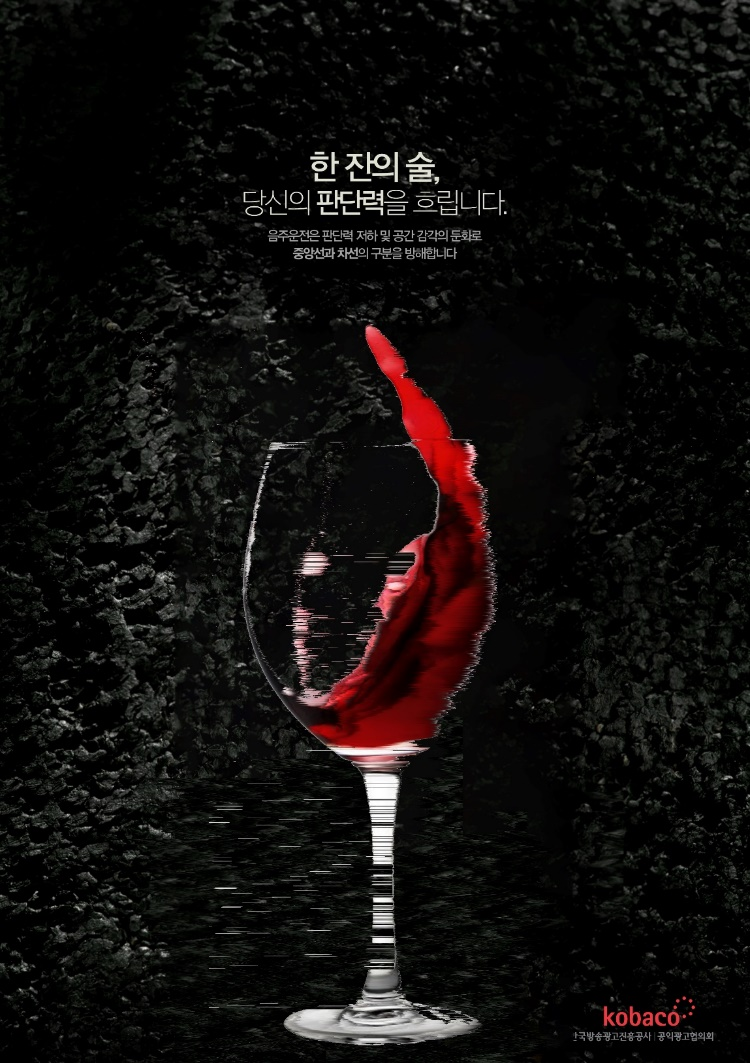 한 잔의 술,
당신의 판단력을 흐립니다.
음주운전은 판단력 저하 및 공간 감각의 둔화로
중앙선과 차선의 구분을 방해합니다
kobaco
한국방송광고진흥공사 | 공익광고협의회